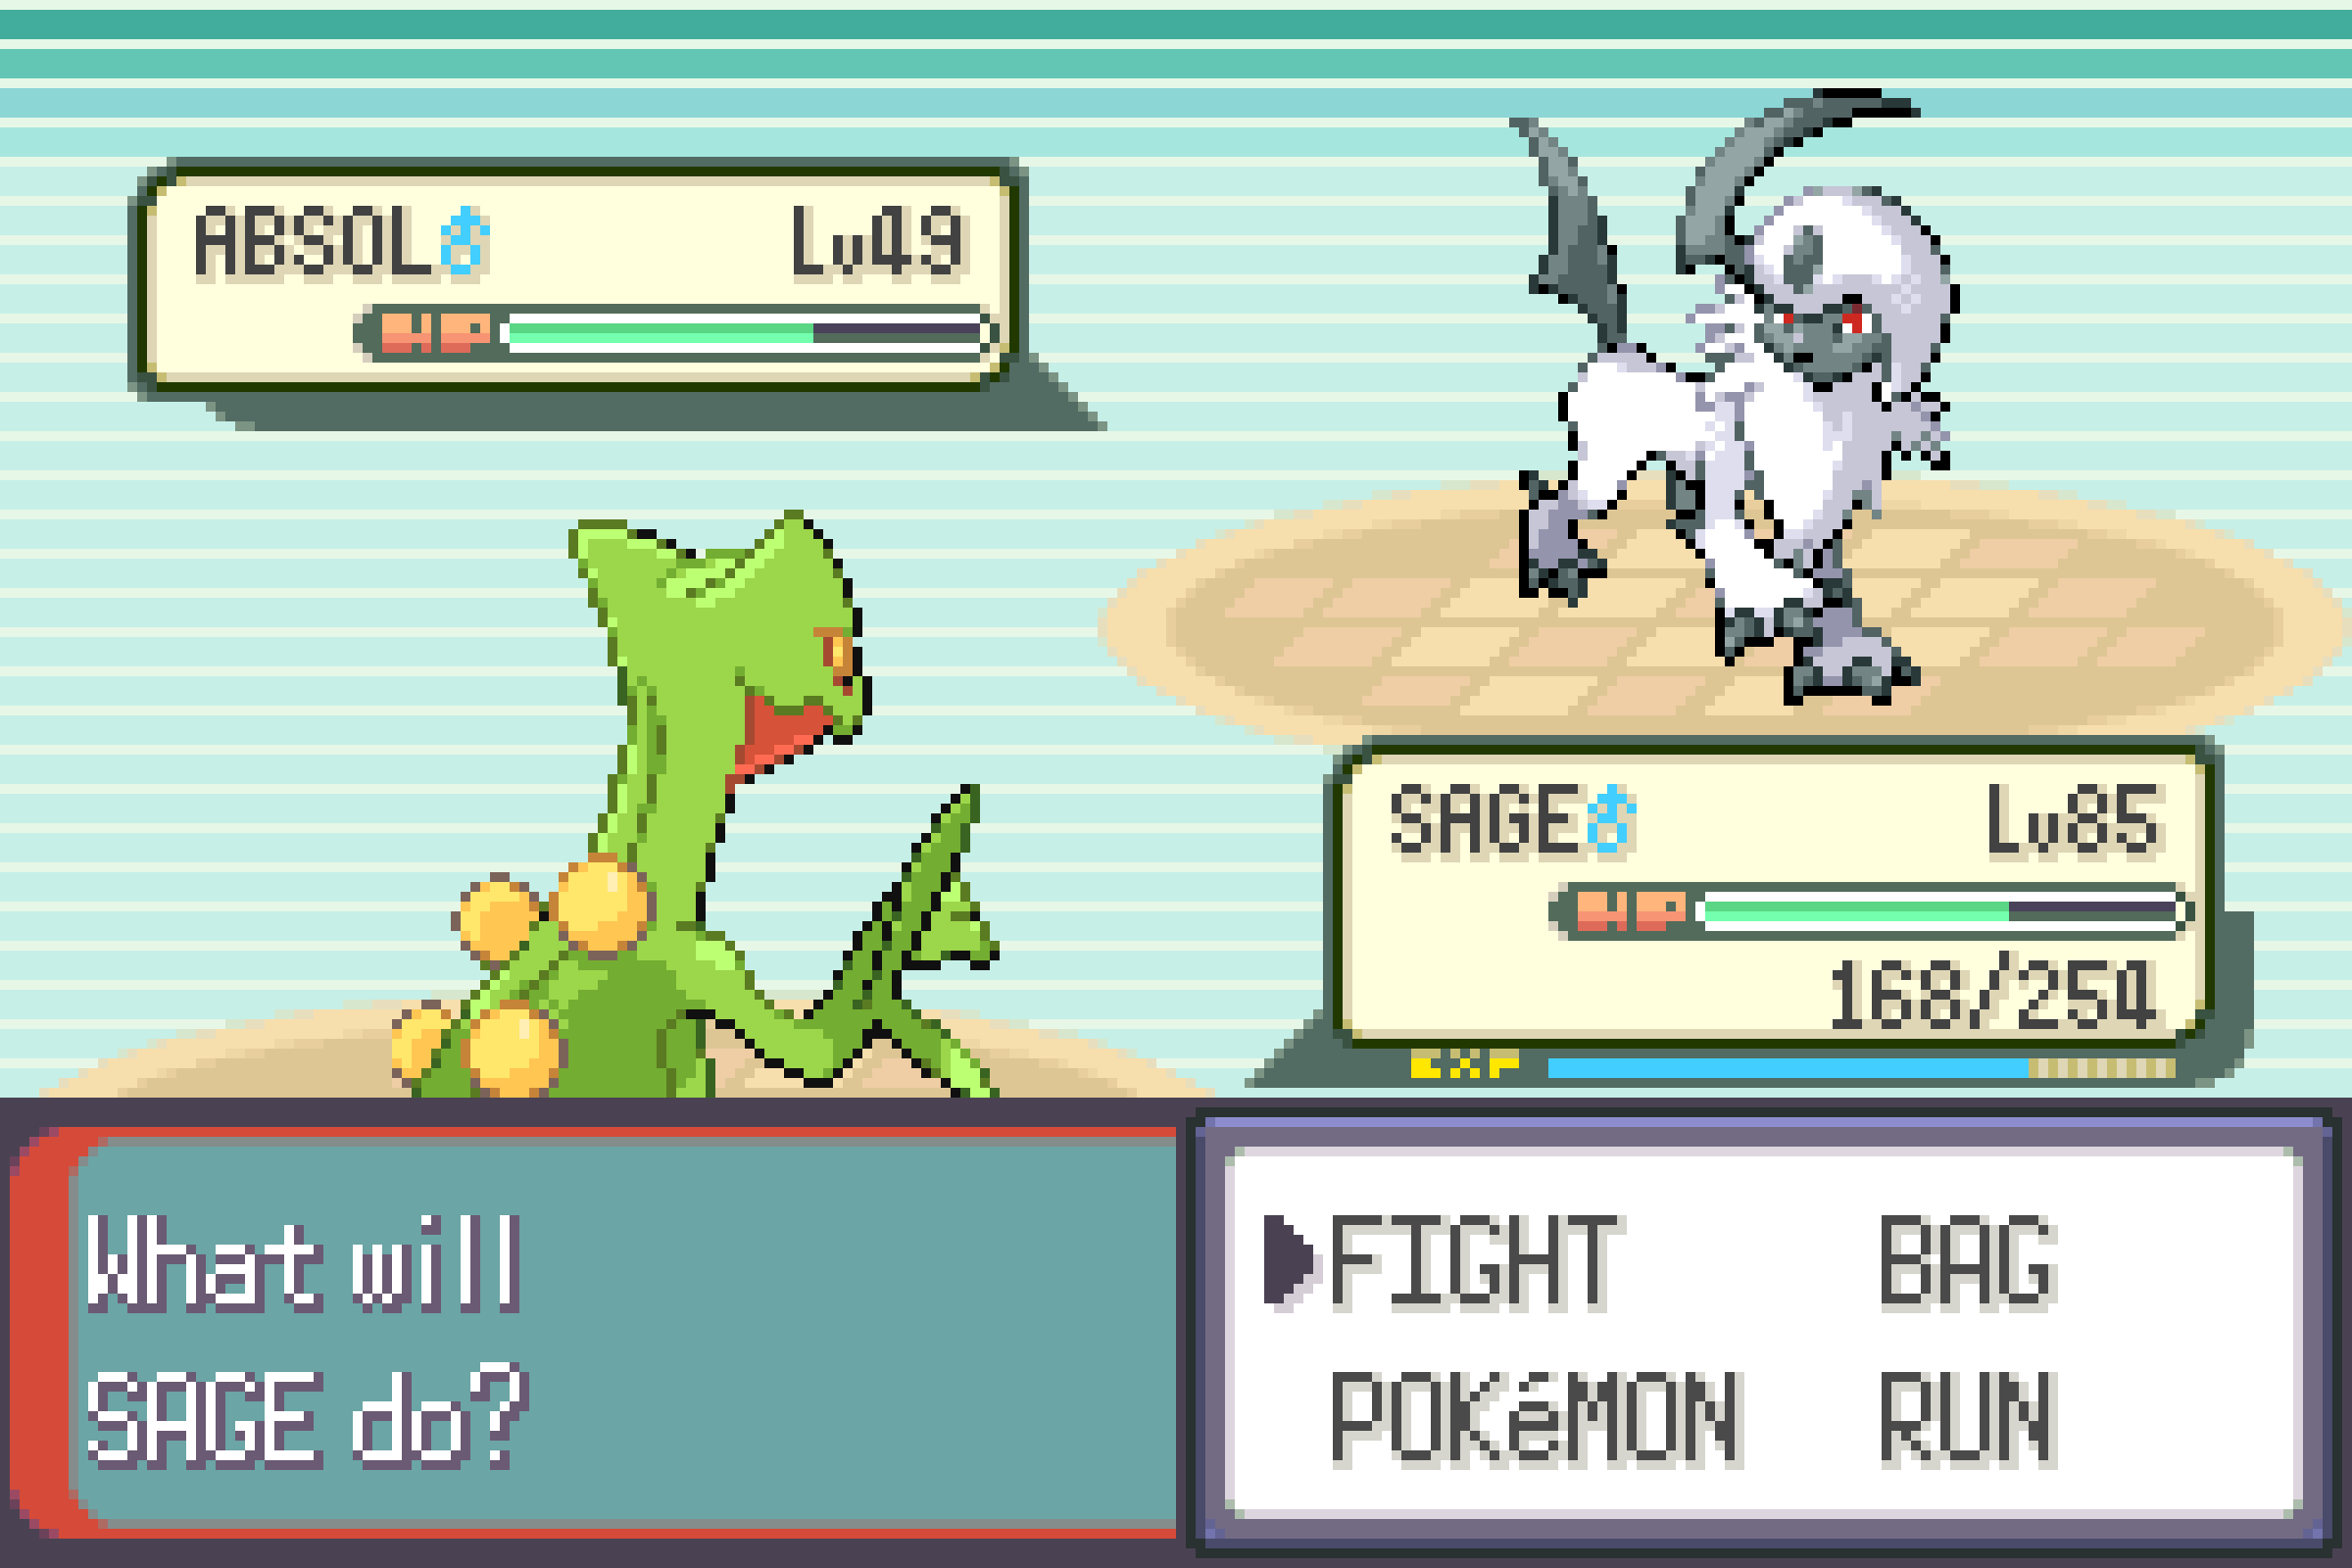 ABSOL♂ Lv49
HP
SAGE♂ Lv85
HP
168/254
EXP
What will
SAGE do?
FIGHT BAG
POKéMON RUN